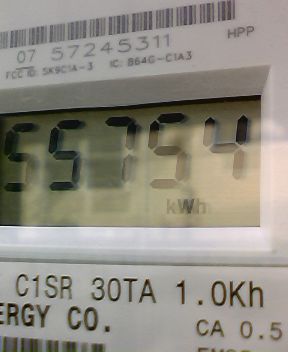 07 57245311
HPP
FCC ID: SK9C1A-3 IC: 864G-C1A3
55754
kWh
C1SR 30TA 1.0Kh
ERGY CO.
CA 0.5